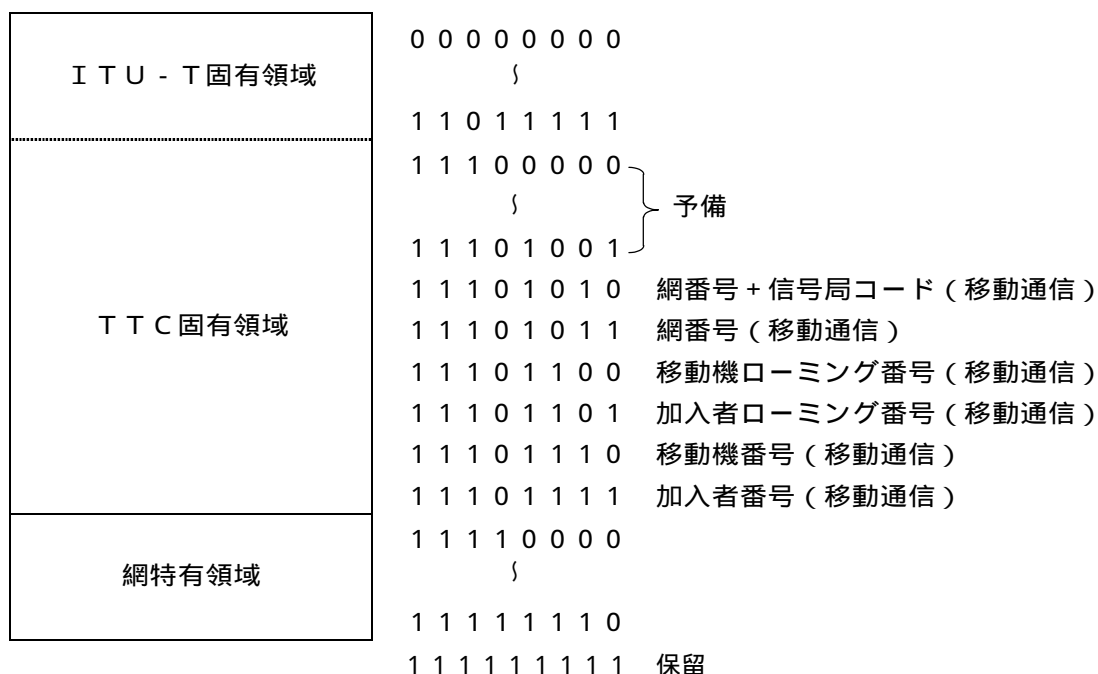 ０００００００００
ＩＴＵ-Ｔ固有領域
～
１１０１１１１１
１１１０００００
～
予備
１１１０１００１
１１１０１０１０　網番号＋信号局コード（移動通信）
ＴＴＣ固有領域
１１１０１０１１　網番号（移動通信）
１１１０１１００　移動機ローミング番号（移動通信）
１１１０１１０１　加入者ローミング番号（移動通信）
１１１０１１１０　移動機番号（移動通信）
１１１０１１１１　加入者番号（移動通信）
１１１１００００
網特有領域
～
１１１１１１１０
１１１１１１１１１　保留